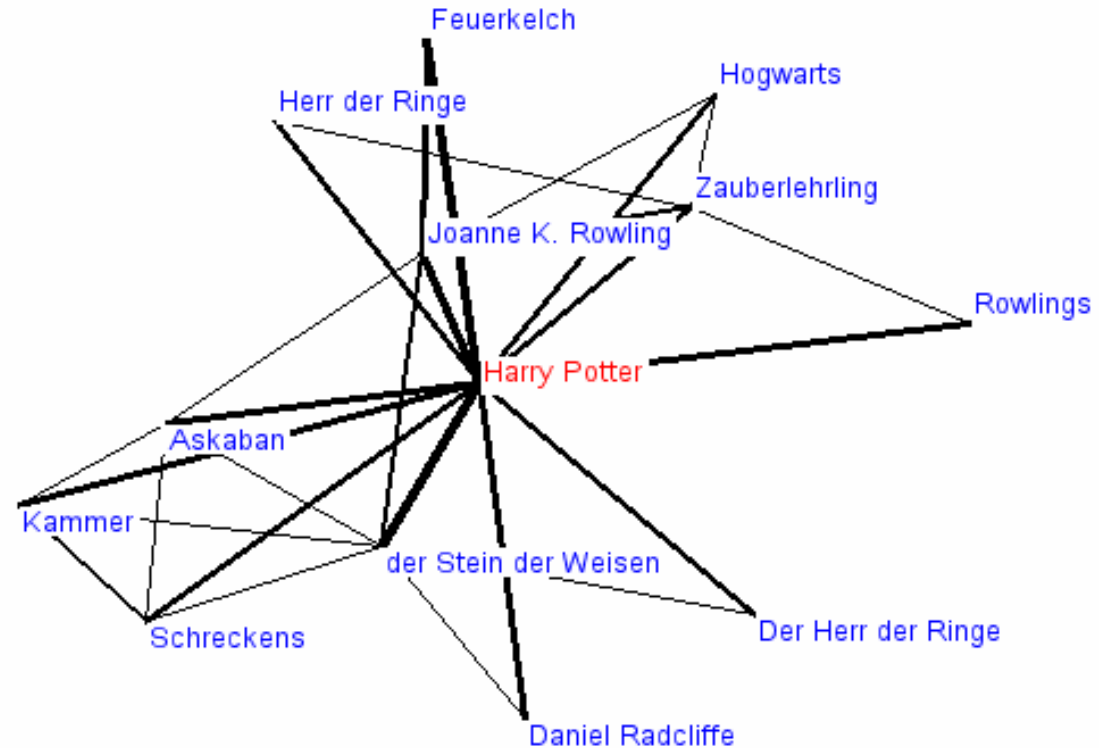 Feuerkelch
Hogwarts
Herr der Ringe
Zauberlehrling
Joanne K. Rowling
Rowlings
Harry Potter
Askaban
Kammer
der Stein der Weisen
Der Herr der Ringe
Schreckens
Daniel Radcliffe